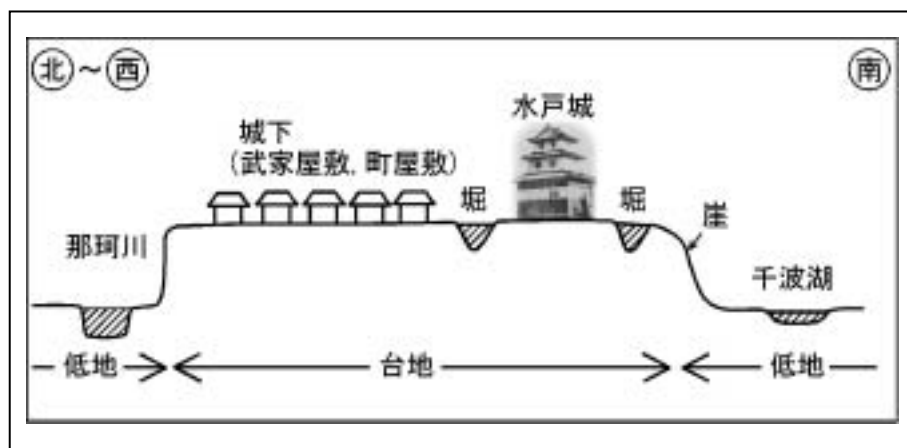 北～西
南
水戸城
城下
(武家屋敷，町屋敷)
堀
堀
崖
那珂川
千波湖
低地
台地
低地